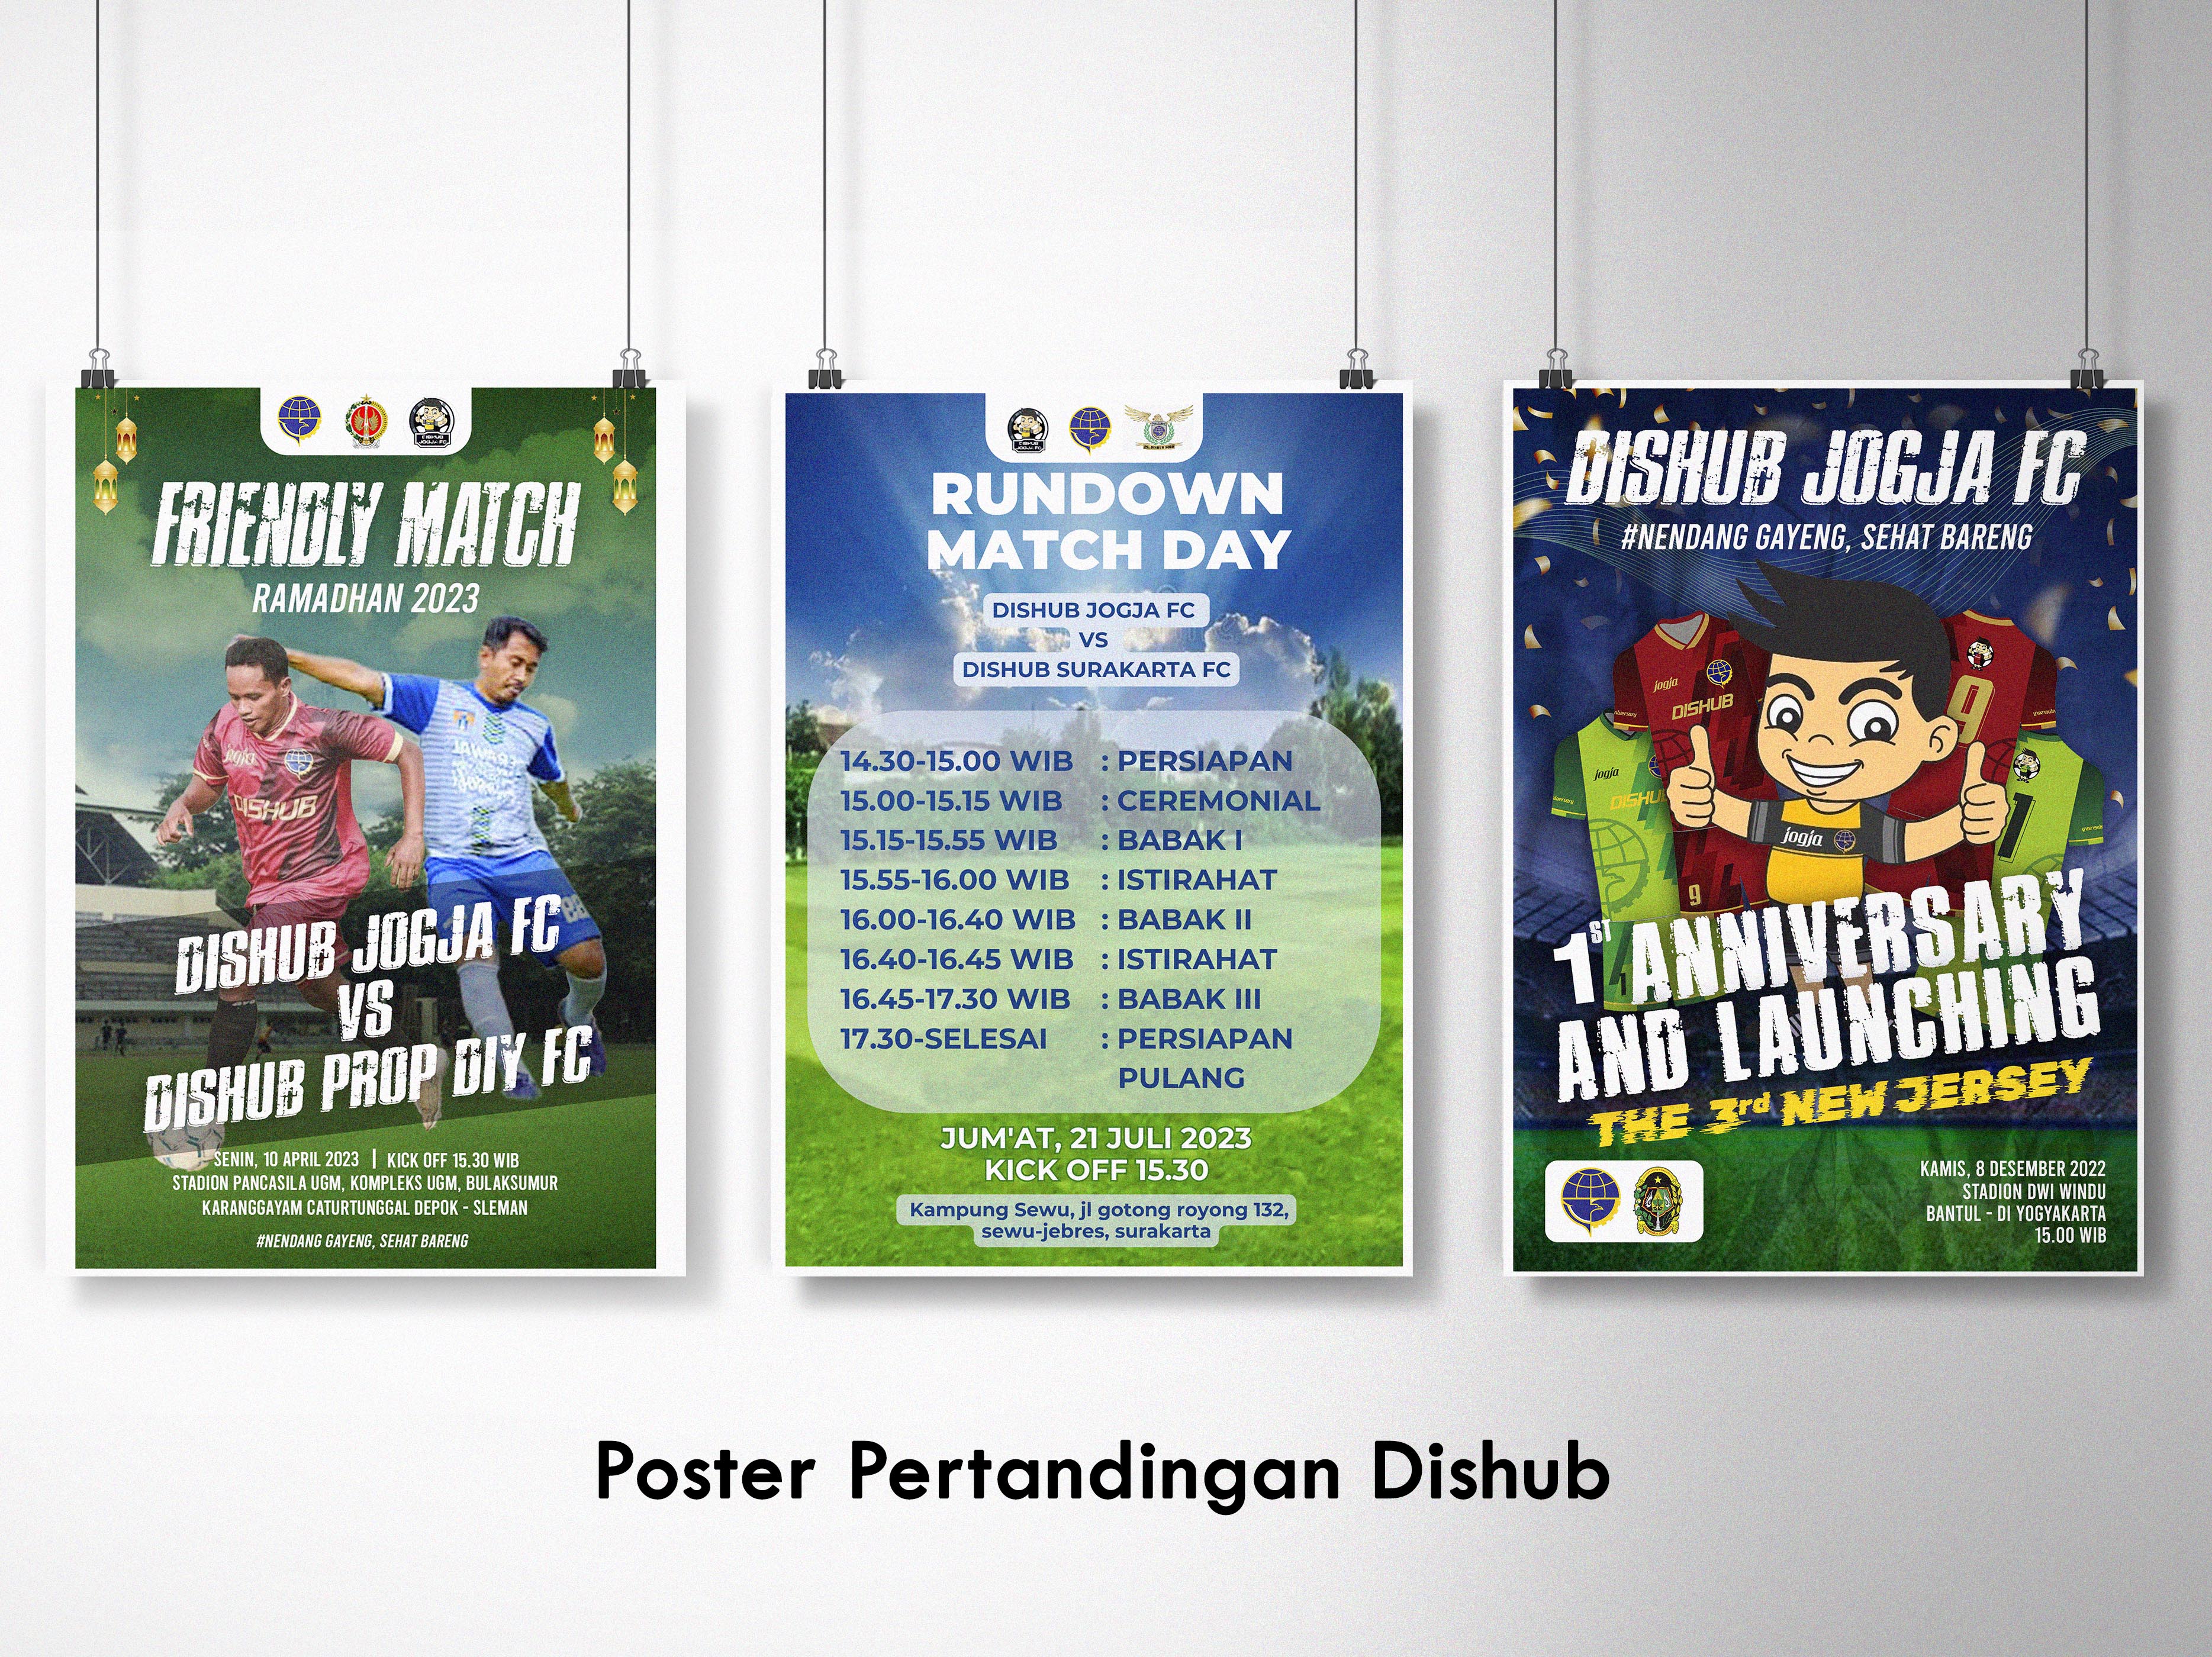 FRIENDLY MATCH
RAMADHAN 2023
jogja
DISHUB
DISHUB JOGJA FC
VS
DISHUB PROP DIY FC
SENIN, 10 APRIL 2023 | KICK OFF 15.30 WIB
STADION PANCASILA UGM, KOMPLEKS UGM, BULAKSUMUR
KARANGGAYAM CATURTUNGGAL DEPOK - SLEMAN
#NENDANG GAYENG, SEHAT BARENG
RUNDOWN
MATCH DAY
DISHUB JOGJA FC
VS
DISHUB SURAKARTA FC
14.30-15.00 WIB : PERSIAPAN
15.00-15.15 WIB : CEREMONIAL
15.15-15.55 WIB : BABAK I
15.55-16.00 WIB : ISTIRAHAT
16.00-16.40 WIB : BABAK II
16.40-16.45 WIB : ISTIRAHAT
16.45-17.30 WIB : BABAK III
17.30-SELESAI : PERSIAPAN
PULANG
JUM'AT, 21 JULI 2023
KICK OFF 15.30
Kampung Sewu, jl gotong royong 132,
sewu-jebres, surakarta
DISHUB JOGJA FC
#NENDANG GAYENG, SEHAT BARENG
jogja
DISHUB
9
9
jogja
DISHUB
1
jogja
1ST ANNIVERSARY
AND LAUNCHING
THE 3rd NEW JERSEY
KAMIS, 8 DESEMBER 2022
STADION DWI WINDU
BANTUL - DI YOGYAKARTA
15.00 WIB
Poster Pertandingan Dishub